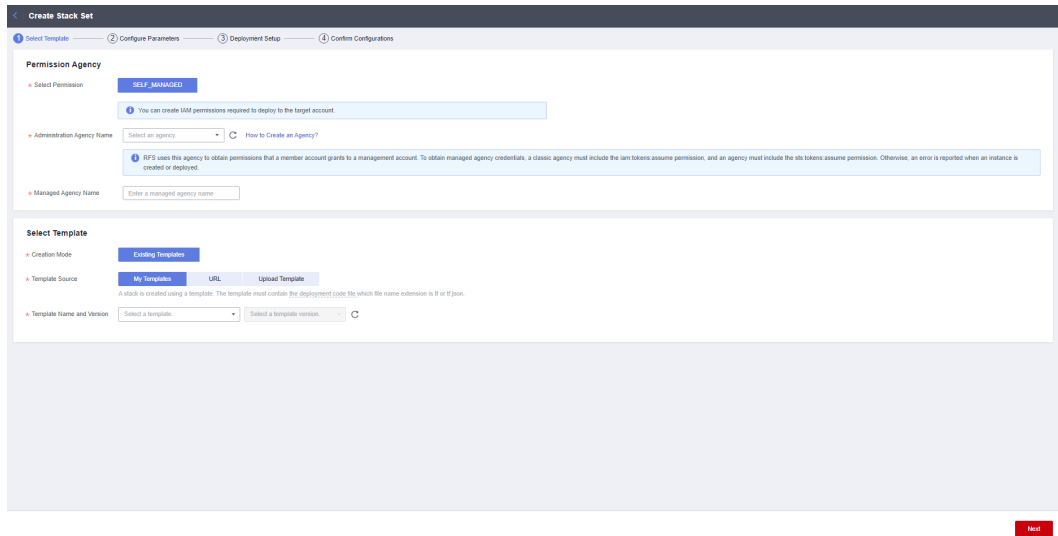 Create Stack Set
1 Select Template 2 Configure Parameters 3 Deployment Setup 4 Confirm Configurations
Permission Agency
* Select Permission SELF_MANAGED
You can create IAM permissions required to deploy to the target account.
* Administration Agency Name Select an agency. How to Create an Agency?
RFS uses this agency to obtain permissions that a member account grants to a management account. To obtain managed agency credentials, a classic agency must include the iam:tokens:assume permission, and an agency must include the sts:tokens:assume permission. Otherwise, an error is reported when an instance is
created or deployed.
* Managed Agency Name Enter a managed agency name
Select Template
* Creation Mode Existing Templates
* Template Source My Templates URL Upload Template
A stack is created using a template. The template must contain the deployment code file which file name extension is tf or tf.json.
* Template Name and Version Select a template. Select a template version.
Next